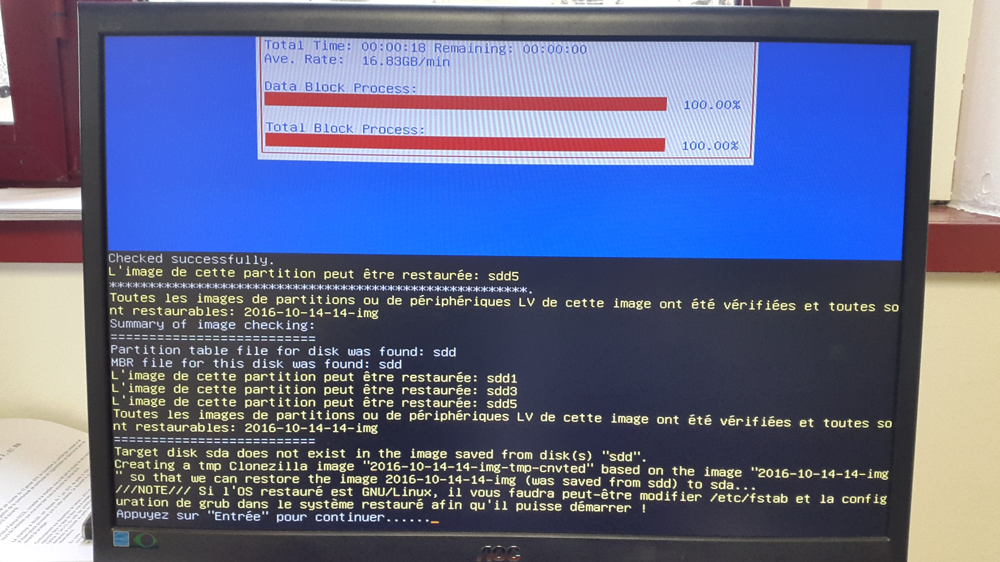 Total Time: 00:00:18 Remaining: 00:00:00
Ave. Rate: 16.83GB/min
Data Block Process:
100.00%
Total Block Process:
100.00%
Checked successfully.
L'image de cette partition peut être restaurée: sdd5
*****************************************************.
Toutes les images de partitions ou de périphériques LV de cette image ont été vérifiées et toutes so
nt restaurables: 2016-10-14-14-img
Summary of image checking:
==========================
Partition table file for disk was found: sdd
MBR file for this disk was found: sdd
L'image de cette partition peut être restaurée: sdd1
L'image de cette partition peut être restaurée: sdd3
L'image de cette partition peut être restaurée: sdd5
Toutes les images de partitions ou de périphériques LV de cette image ont été vérifiées et toutes so
nt restaurables: 2016-10-14-14-img
==========================
Target disk sda does not exist in the image saved from disk(s) "sdd".
Creating a tmp Clonezilla image "2016-10-14-14-img-tmp-cnvted" based on the image "2016-10-14-14-img
" so that we can restore the image 2016-10-14-14-img (was saved from sdd) to sda...
///NOTE/// Si l'OS restauré est GNU/Linux, il vous faudra peut-être modifier /etc/fstab et la config
uration de grub dans le système restauré afin qu'il puisse démarrer !
Appuyez sur "Entrée" pour continuer......_
AOC